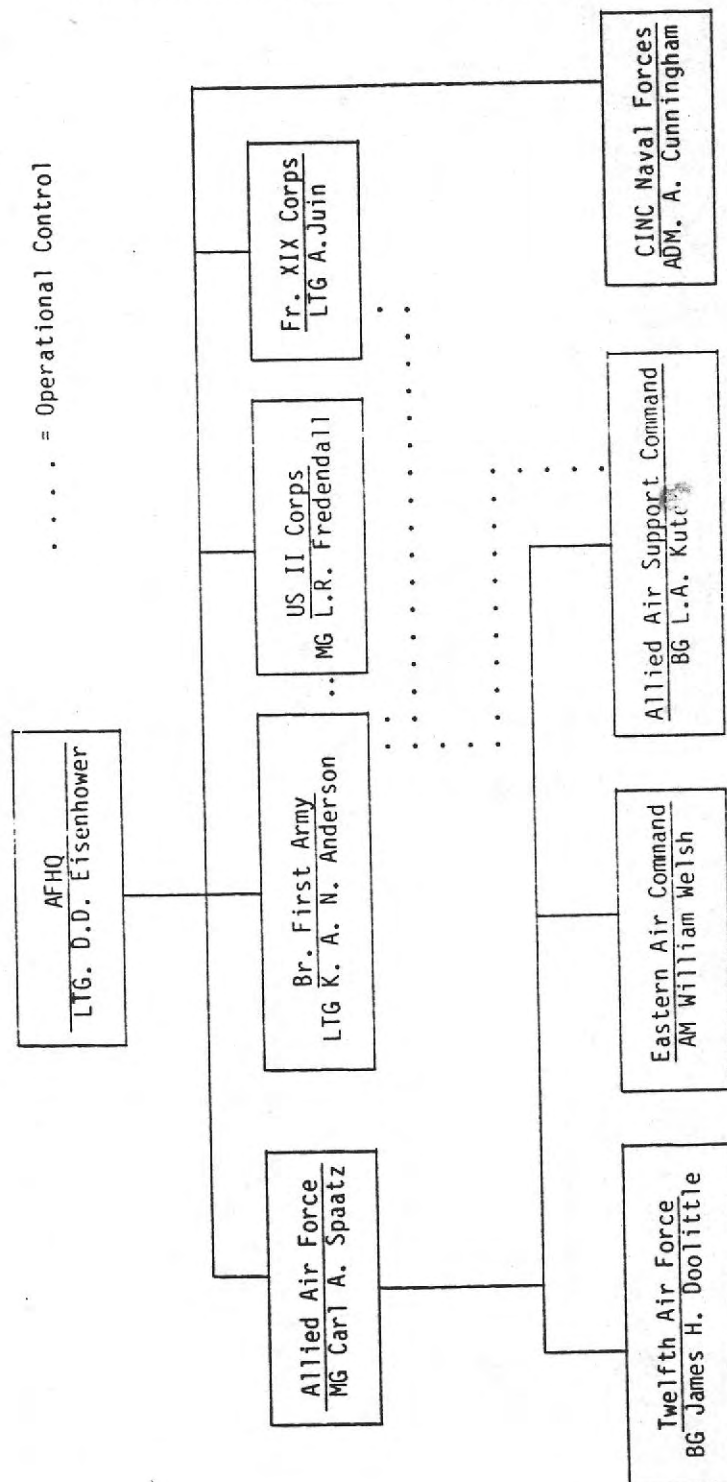 . . . . = Operational Control
AFHQ
LTG. D.D. Eisenhower
Allied Air Force
MG Carl A. Spaatz
Br. First Army
LTG K. A. N. Anderson
US II Corps
MG L.R. Fredendall
Fr. XIX Corps
LTG A.Juin
Twelfth Air Force
BG James H. Doolittle
Eastern Air Command
AM William Welsh
Allied Air Support Command
BG L.A.
CINC Naval Forces
ADM. A. Cunningham